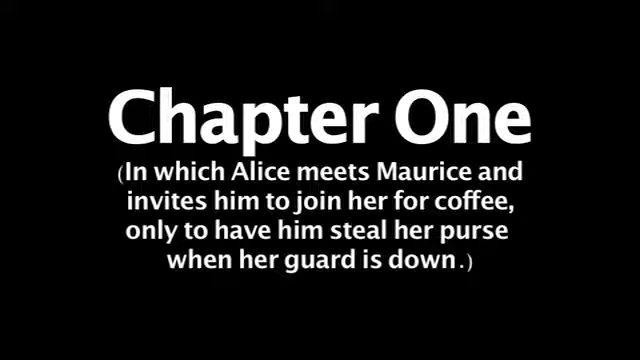 Chapter One
(In which Alice meets Maurice and
invites him to join her for coffee,
only to have him steal her purse
when her guard is down.)